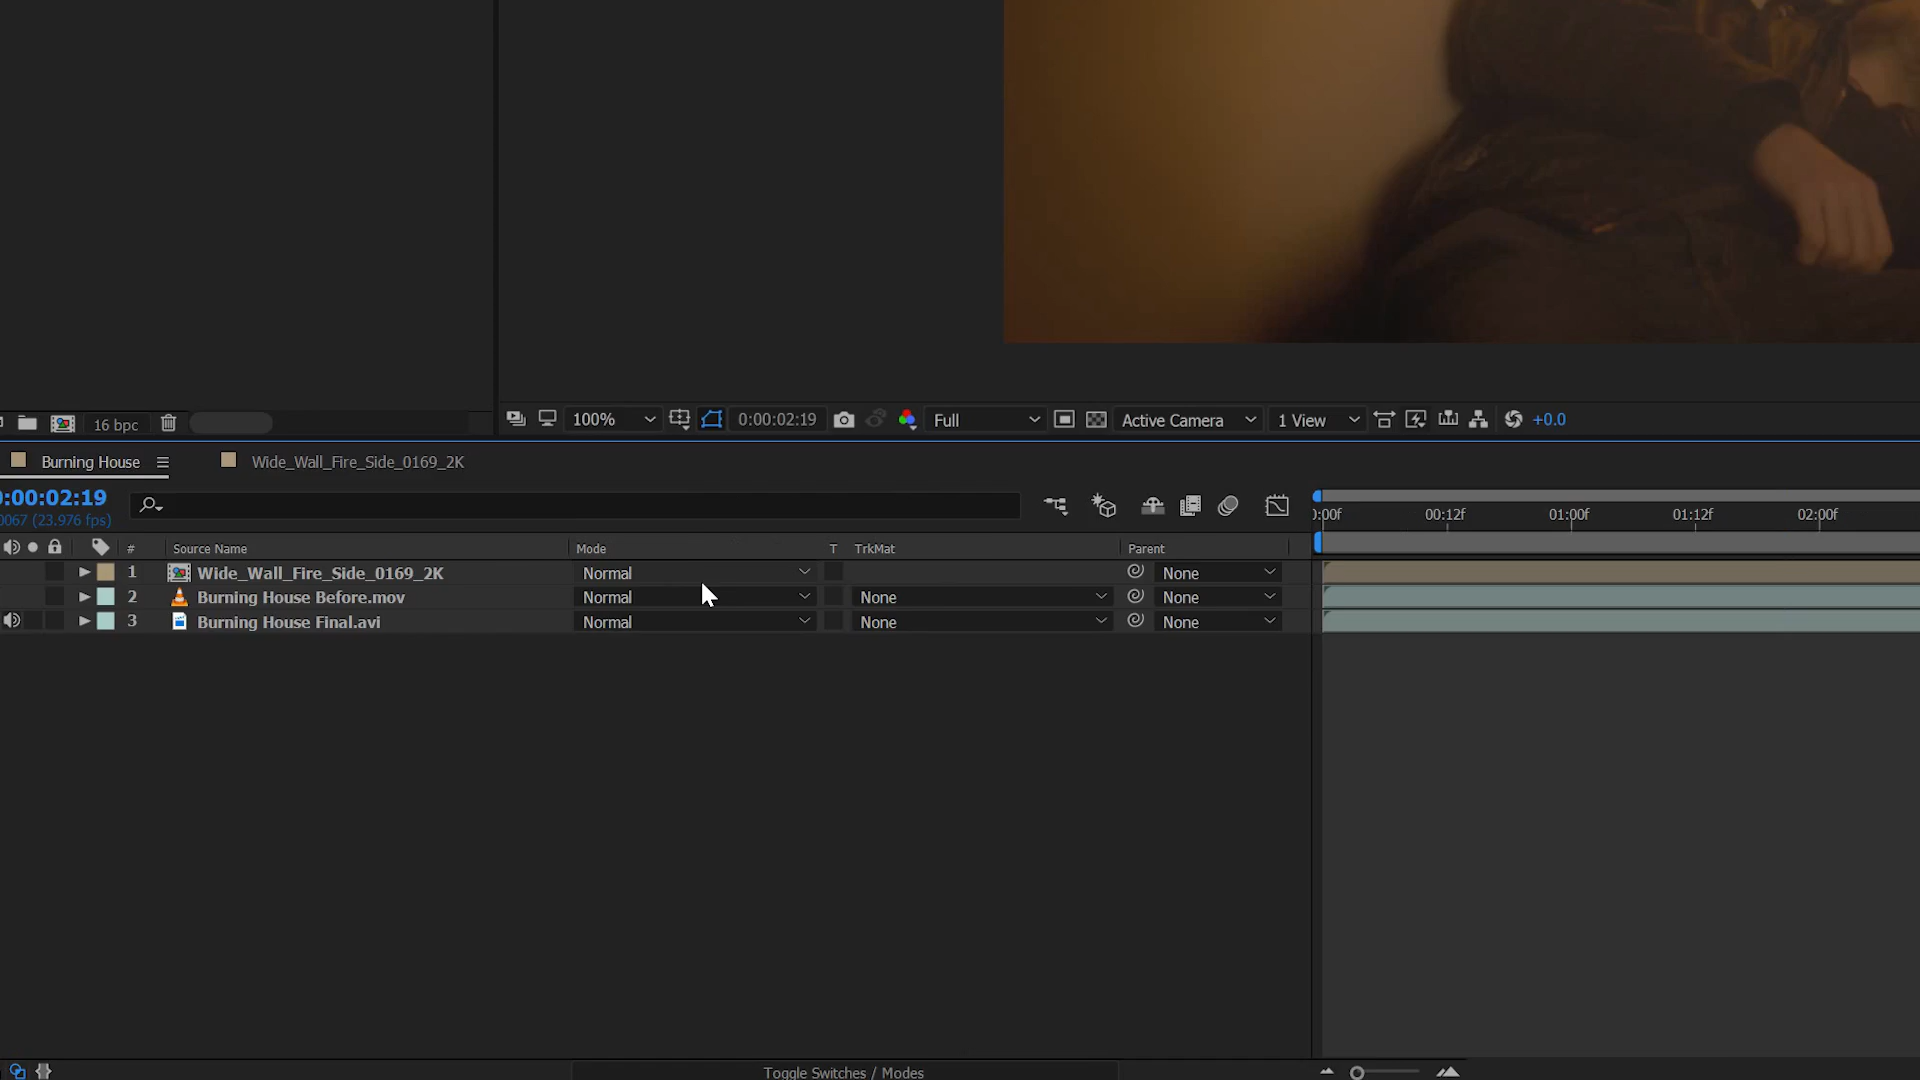 16 bpc
100%
0:00:02:19
Full
Active Camera
1 View
+0.0
Burning House
Wide_Wall_Fire_Side_0169_2K
0:00:02:19
0067 (23.976 fps)
0:00f
00:12f
01:00f
01:12f
02:00f
#
Source Name
Mode
T
TrkMat
Parent
1
Wide_Wall_Fire_Side_0169_2K
Normal
None
2
Burning House Before.mov
Normal
None
None
3
Burning House Final.avi
Normal
None
None
Toggle Switches / Modes